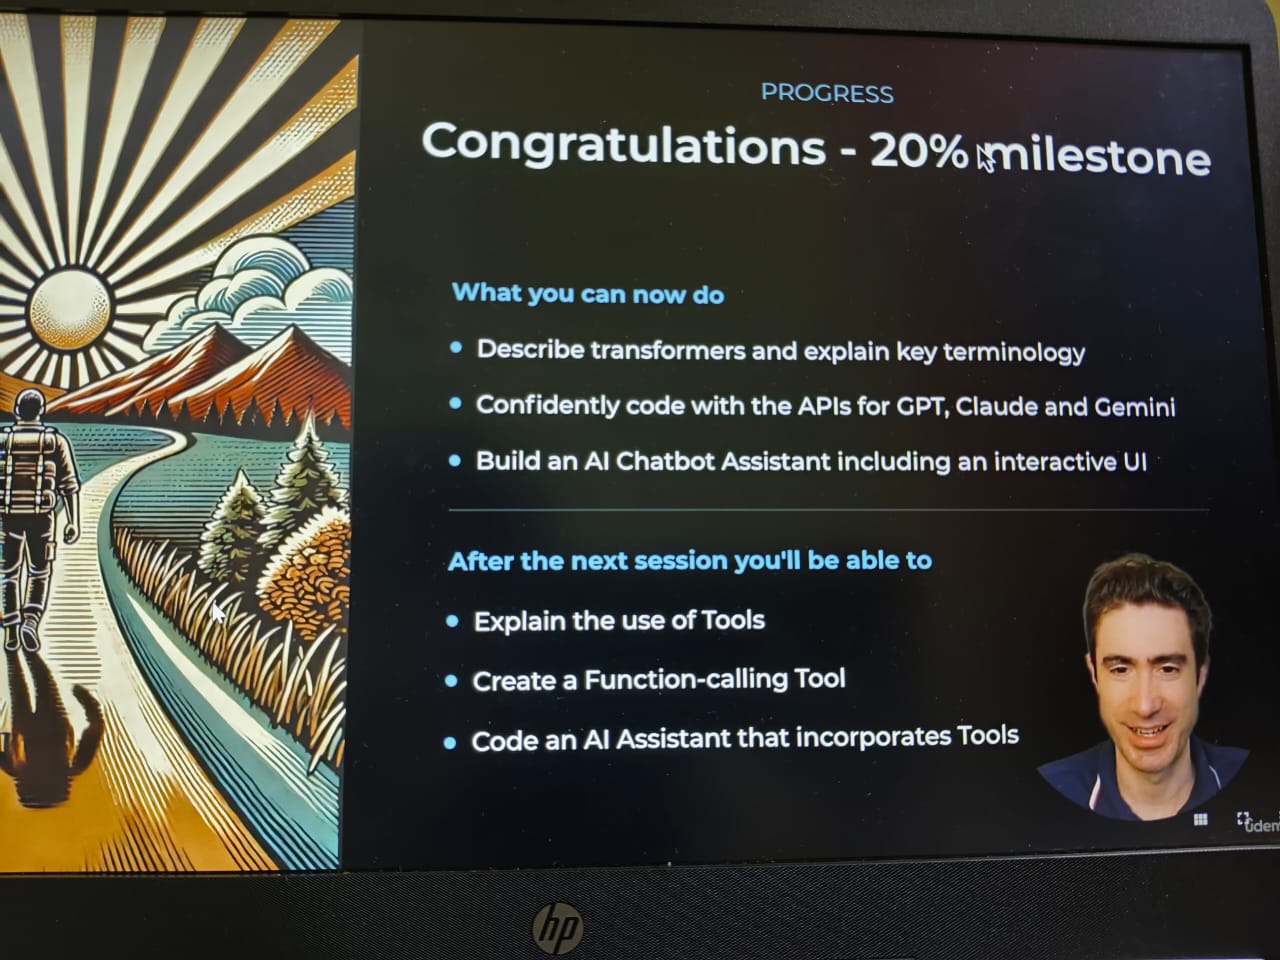 PROGRESS
Congratulations - 20% milestone
What you can now do
Describe transformers and explain key terminology
Confidently code with the APIs for GPT, Claude and Gemini
Build an AI Chatbot Assistant including an interactive UI
After the next session you'll be able to
Explain the use of Tools
Create a Function-calling Tool
Code an AI Assistant that incorporates Tools
udem
hp